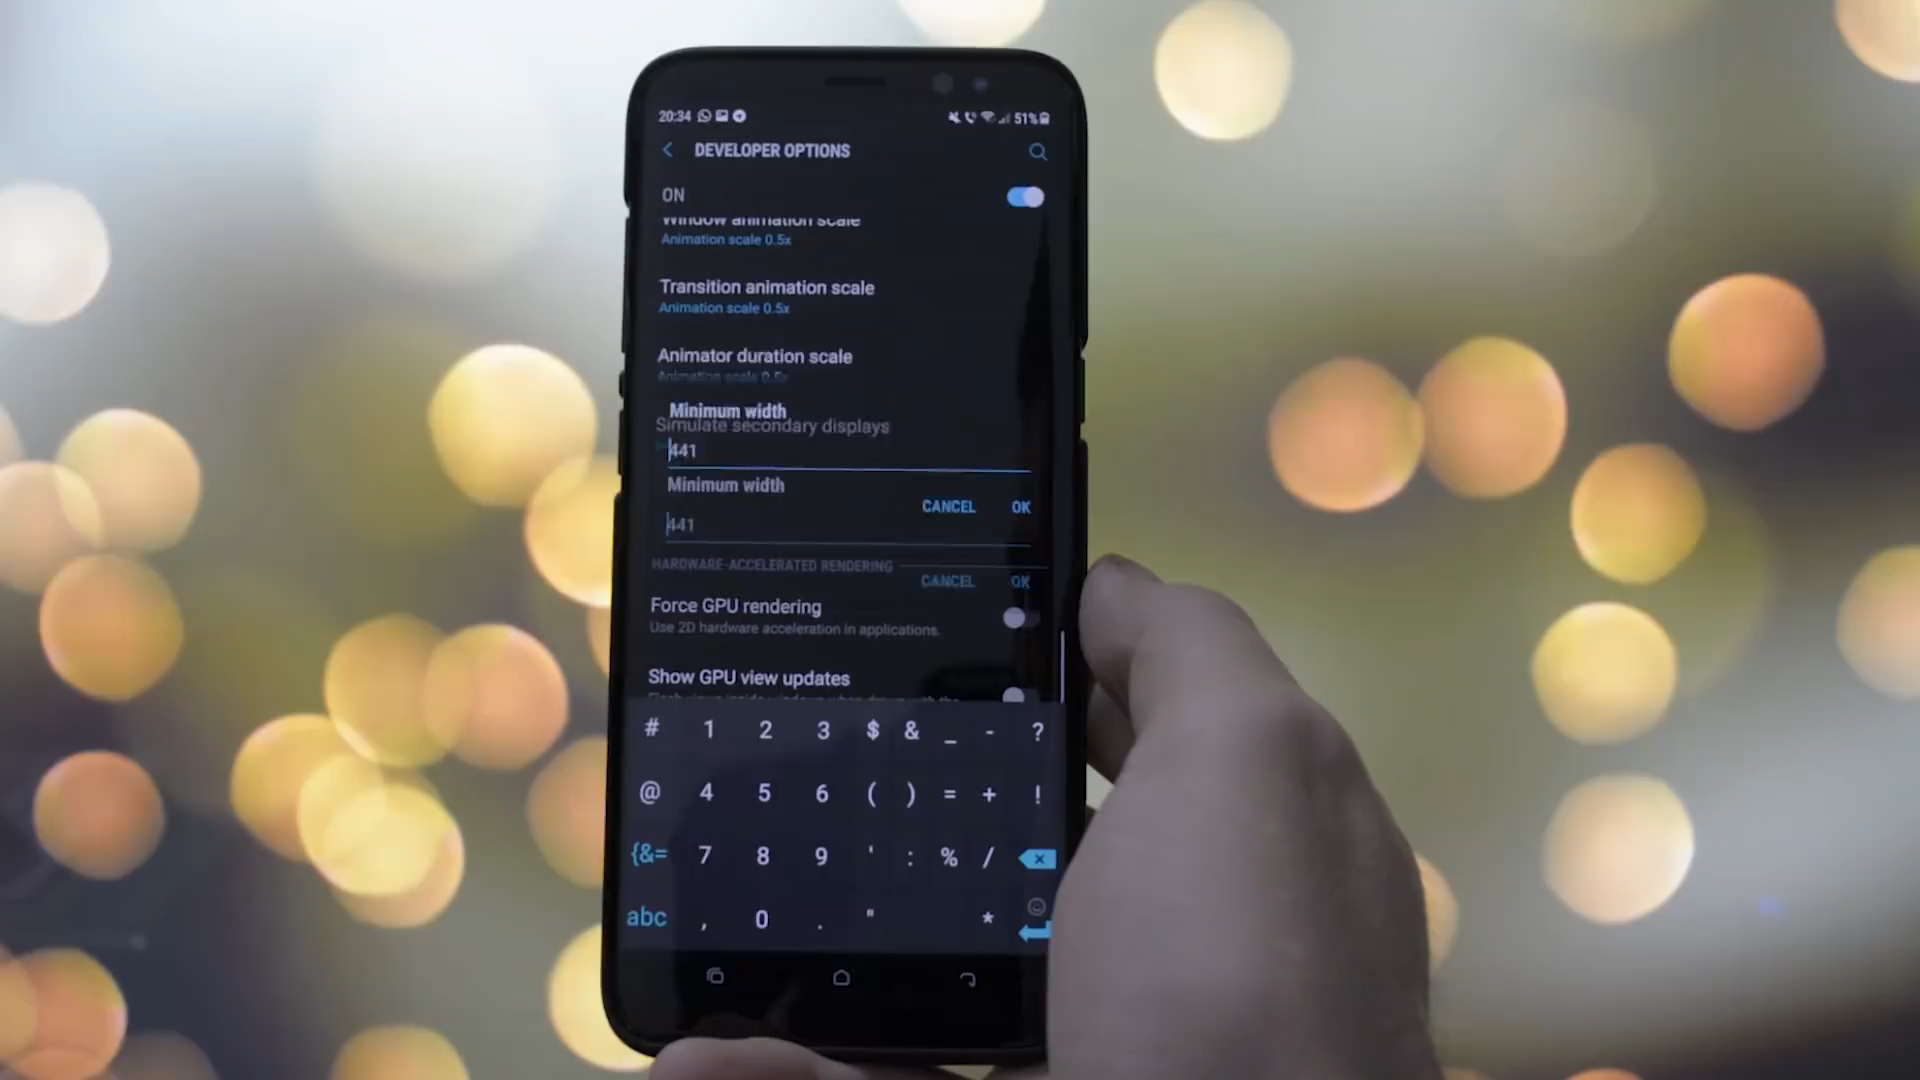 20:34 51%
DEVELOPER OPTIONS
ON
Window animation scale
Animation scale 0.5x
Transition animation scale
Animation scale 0.5x
Animator duration scale
Animation scale 0.5x
Minimum width
Simulate secondary displays
441
Minimum width
CANCEL OK
441
HARDWARE-ACCELERATED RENDERING
CANCEL OK
Force GPU rendering
Use 2D hardware acceleration in applications.
Show GPU view updates
# 1 2 3 $ & _ - ?
@ 4 5 6 ( ) = + !
{&= 7 8 9 ' : % /
abc , 0 . " *